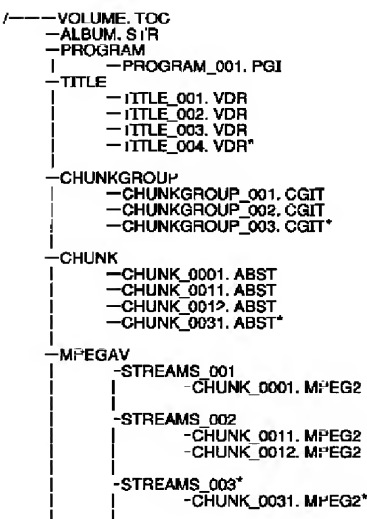 /———VOLUME. TOC
—ALBUM. STR
—PROGRAM
—PROGRAM_001. PGI
—TITLE
—TITLE_001. VDR
—TITLE_002. VDR
—TITLE_003. VDR
—TITLE_004. VDR*
—CHUNKGROUP
—CHUNKGROUP_001. CGIT
—CHUNKGROUP_002. CGIT
—CHUNKGROUP_003. CGIT*
—CHUNK
—CHUNK_0001. ABST
—CHUNK_0011. ABST
—CHUNK_0012. ABST
—CHUNK_0031. ABST*
—MPEGAV
-STREAMS_001
-CHUNK_0001. MPEG2
-STREAMS_002
-CHUNK_0011. MPEG2
-CHUNK_0012. MPEG2
-STREAMS_003*
-CHUNK_0031. MPEG2*